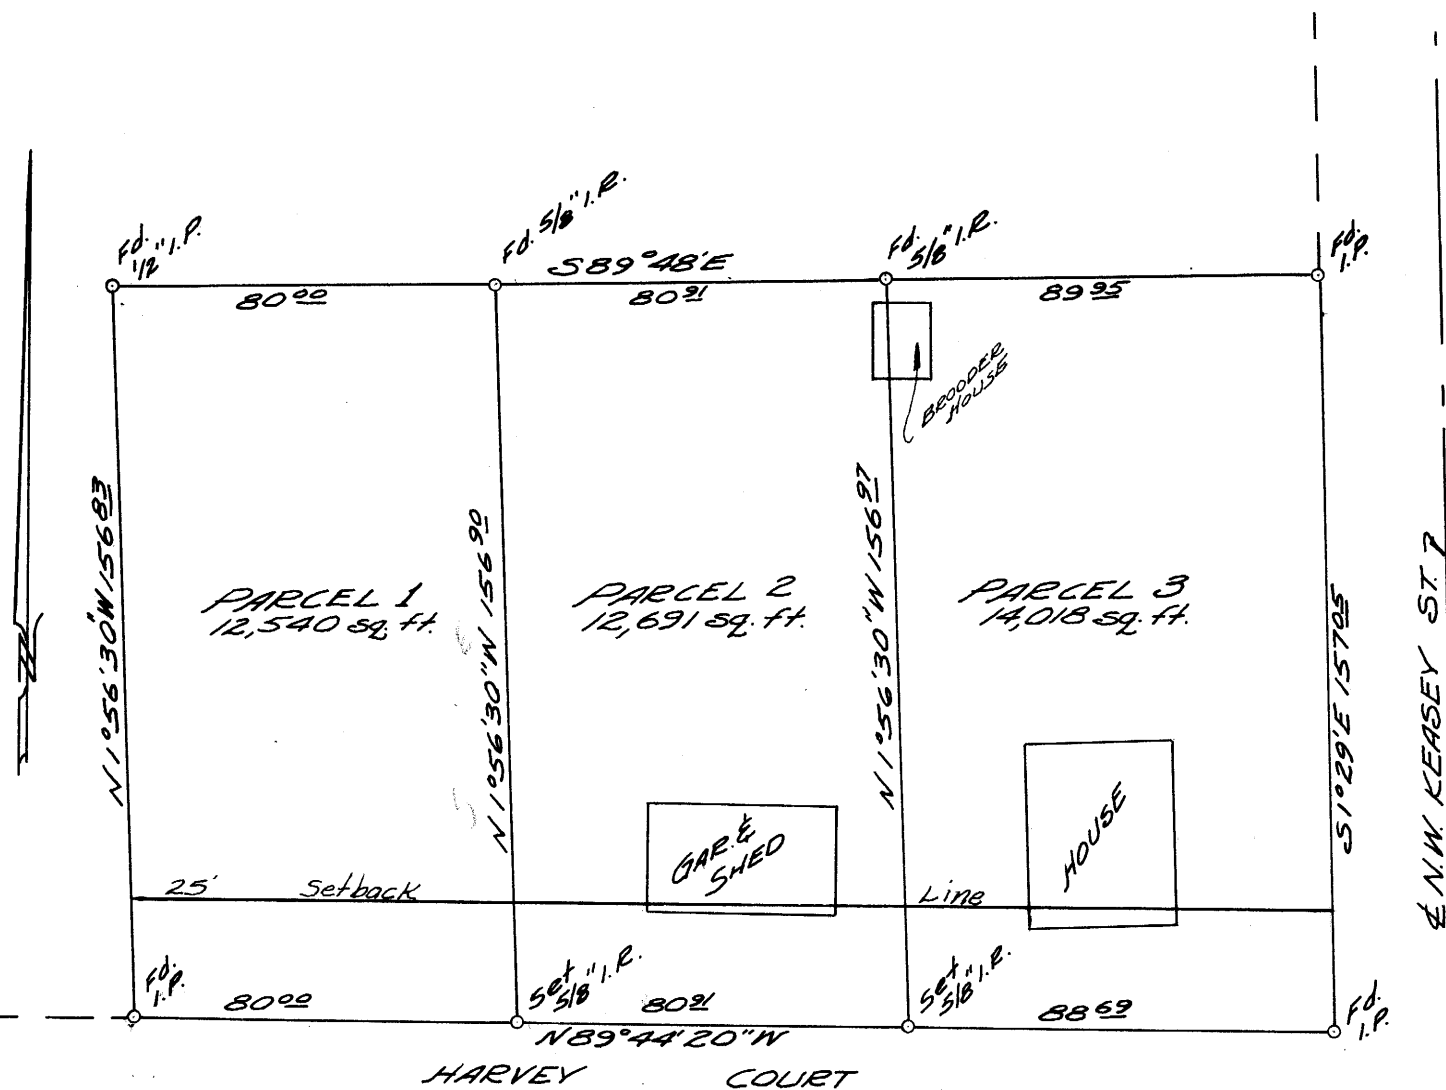 Fd.
1/2" I.P.
Fd. 5/8" I.R.
Fd.
5/8" I.R.
Fd.
I.P.
S89°48'E
80 00
80 91
89 95
BROODER
HOUSE
N1°56'30"W 156 83
N1°56'30"W 156 90
N1°56'30"W 156 97
S1°29'E 157 05
PARCEL 1
12,540 sq. ft.
PARCEL 2
12,691 sq. ft.
PARCEL 3
14,018 sq. ft.
GAR. &
SHED
HOUSE
25' Setback Line
Fd.
I.P.
Set
5/8" I.R.
Set
5/8" I.R.
Fd.
I.P.
80 00
80 91
88 69
N89°44'20"W
HARVEY COURT
℄ N.W. KEASEY ST.